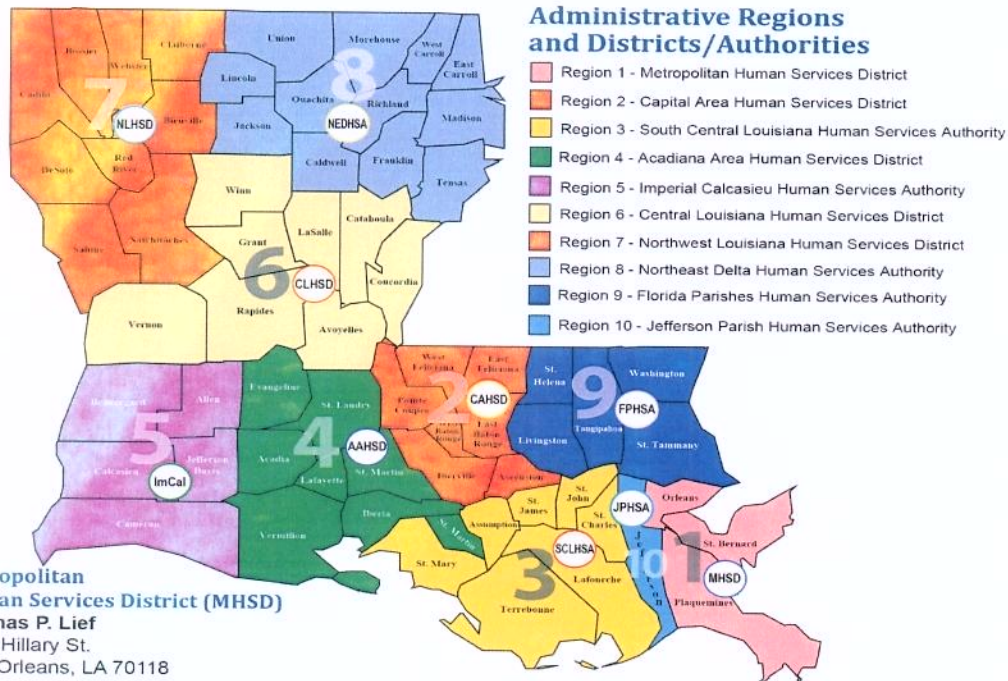 Administrative Regions
and Districts/Authorities
Region 1 - Metropolitan Human Services District
Region 2 - Capital Area Human Services District
Region 3 - South Central Louisiana Human Services Authority
Region 4 - Acadiana Area Human Services District
Region 5 - Imperial Calcasieu Human Services Authority
Region 6 - Central Louisiana Human Services District
Region 7 - Northwest Louisiana Human Services District
Region 8 - Northeast Delta Human Services Authority
Region 9 - Florida Parishes Human Services Authority
Region 10 - Jefferson Parish Human Services Authority
7
NLHSD
Caddo
Bossier
Webster
Claiborne
Bienville
Red
River
DeSoto
Sabine
Natchitoches
8
NEDHSA
Union
Morehouse
West
Carroll
East
Carroll
Lincoln
Ouachita
Richland
Madison
Jackson
Caldwell
Franklin
Tensas
6
CLHSD
Winn
Grant
LaSalle
Catahoula
Concordia
Rapides
Avoyelles
Vernon
5
ImCal
Beauregard
Allen
Calcasieu
Jefferson
Davis
Cameron
4
AAHSD
Evangeline
St. Landry
Acadia
Lafayette
St. Martin
Iberia
St. Martin
Vermilion
2
CAHSD
West
Feliciana
East
Feliciana
Pointe
Coupee
West
Baton
Rouge
East
Baton
Rouge
Iberville
Ascension
9
FPHSA
St.
Helena
Washington
Tangipahoa
Livingston
St. Tammany
3
SCLHSA
Assumption
St.
James
St.
John
St.
Charles
St. Mary
Lafourche
Terrebonne
10
JPHSA
Jefferson
1
MHSD
Orleans
St. Bernard
Plaquemines
opolitan
an Services District (MHSD)
nas P. Lief
Hillary St.
Orleans, LA 70118